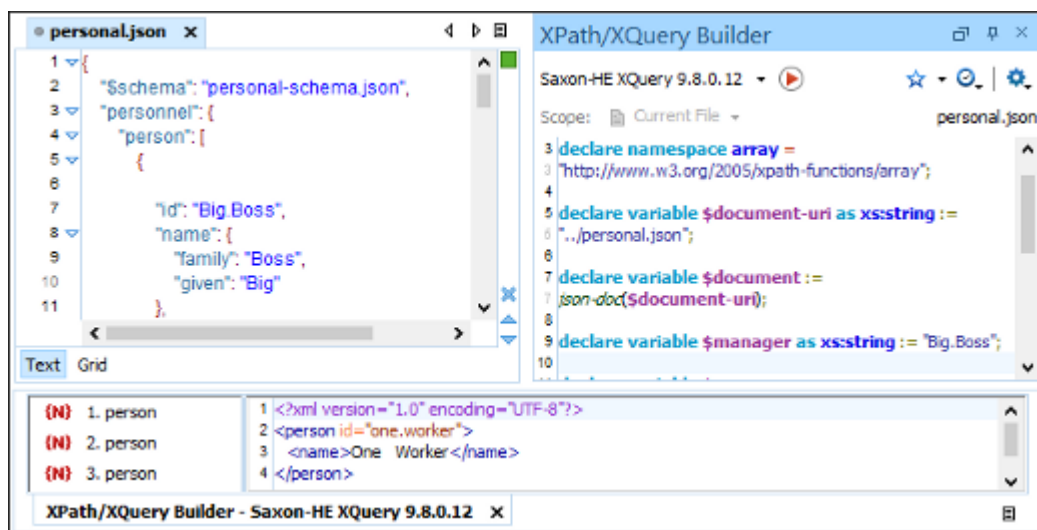 personal.json ×
1 {
2 "$schema": "personal-schema.json",
3 "personnel": {
4 "person": [
5 {
6
7 "id": "Big.Boss",
8 "name": {
9 "family": "Boss",
10 "given": "Big"
11 },
Text Grid
XPath/XQuery Builder
Saxon-HE XQuery 9.8.0.12
Scope: Current File personal.json
3 declare namespace array =
3 "http://www.w3.org/2005/xpath-functions/array";
4
5 declare variable $document-uri as xs:string :=
6 "../personal.json";
6
7 declare variable $document :=
7 json-doc($document-uri);
8
9 declare variable $manager as xs:string := "Big.Boss";
10
{N} 1. person
{N} 2. person
{N} 3. person
1 <?xml version="1.0" encoding="UTF-8"?>
2 <person id="one.worker">
3 <name>One Worker</name>
4 </person>
XPath/XQuery Builder - Saxon-HE XQuery 9.8.0.12 ×